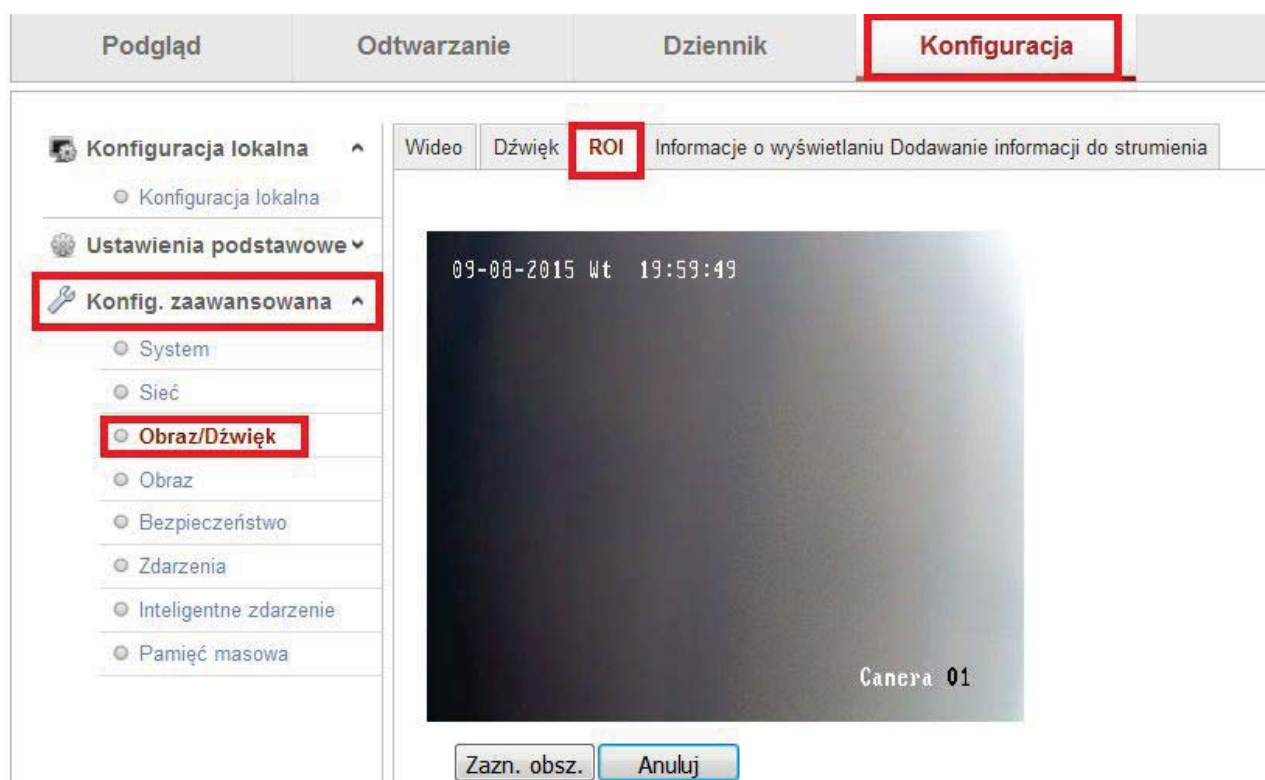 Podgląd Odtwarzanie Dziennik Konfiguracja
Konfiguracja lokalna
Konfiguracja lokalna
Ustawienia podstawowe
Konfig. zaawansowana
System
Sieć
Obraz/Dźwięk
Obraz
Bezpieczeństwo
Zdarzenia
Inteligentne zdarzenie
Pamięć masowa
Wideo Dźwięk ROI Informacje o wyświetlaniu Dodawanie informacji do strumienia
09-08-2015 Wt 19:59:49
Camera 01
Zazn. obsz. Anuluj